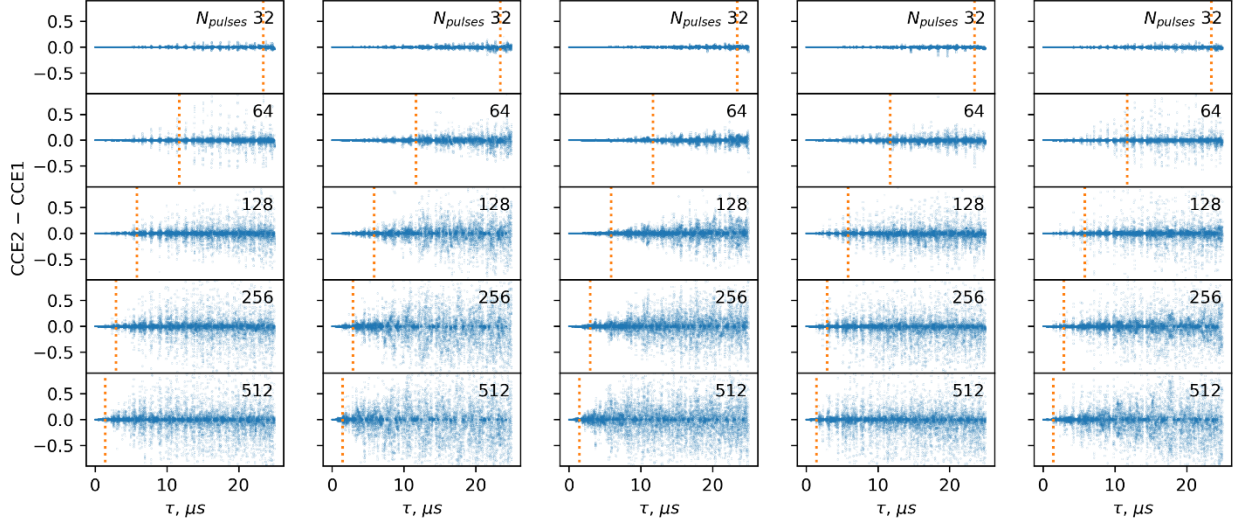 N_pulses 32 N_pulses 32 N_pulses 32 N_pulses 32 N_pulses 32
0.5
0.0
−0.5
64 64 64 64 64
0.5
0.0
−0.5
CCE2 − CCE1
128 128 128 128 128
0.5
0.0
−0.5
256 256 256 256 256
0.5
0.0
−0.5
512 512 512 512 512
0.5
0.0
−0.5
0 10 20 0 10 20 0 10 20 0 10 20 0 10 20
τ, μs τ, μs τ, μs τ, μs τ, μs